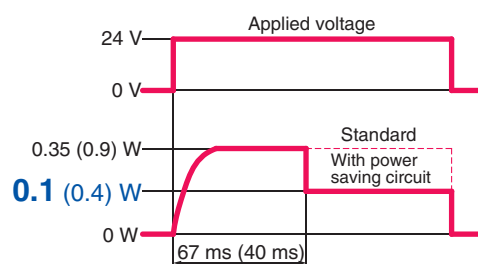 Applied voltage
24 V
0 V
Standard
0.35 (0.9) W
With power
saving circuit
0.1 (0.4) W
0 W
67 ms (40 ms)